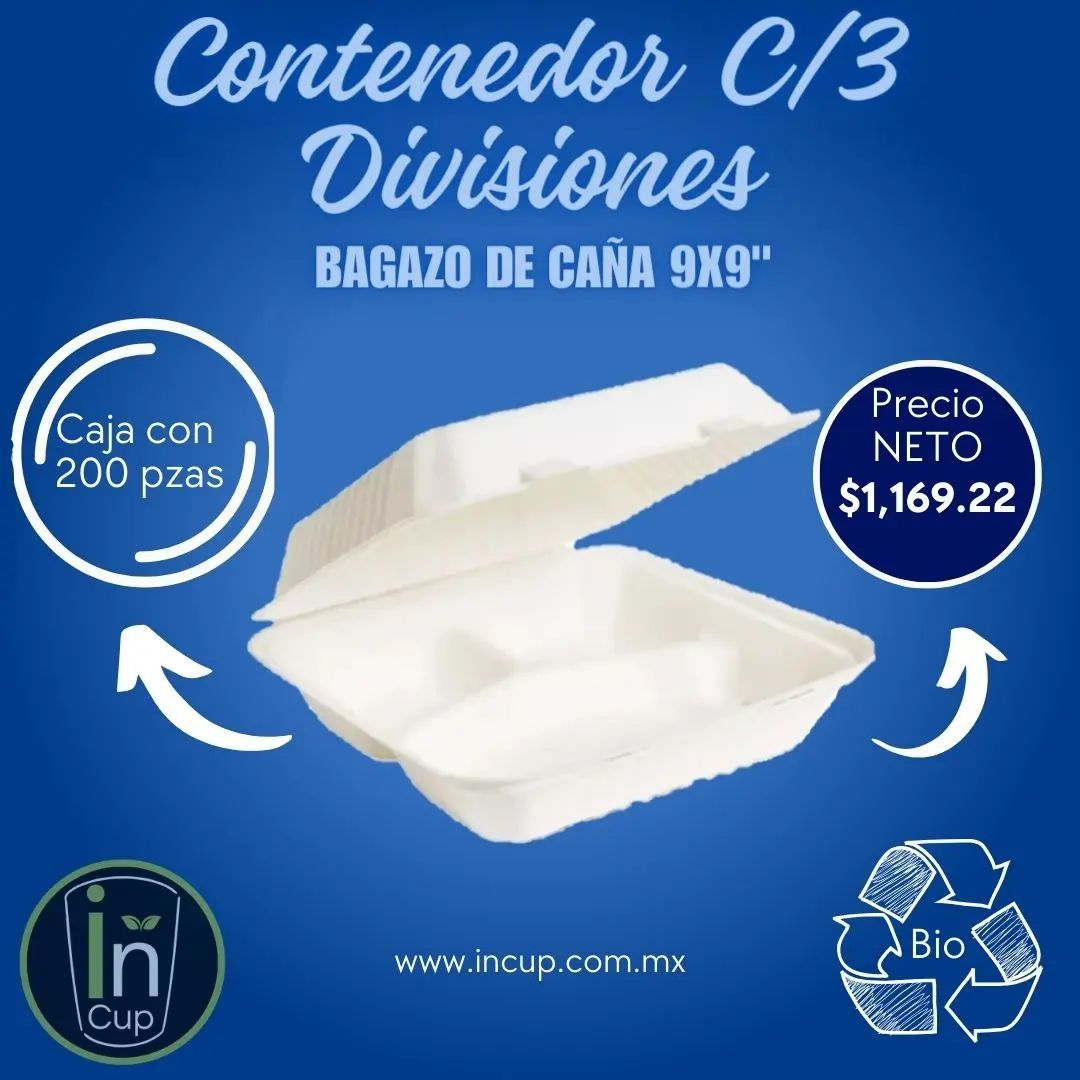 Contenedor C/3
Divisiones
BAGAZO DE CAÑA 9X9"
Caja con
200 pzas
Precio
NETO
$1,169.22
in
Cup
www.incup.com.mx
Bio